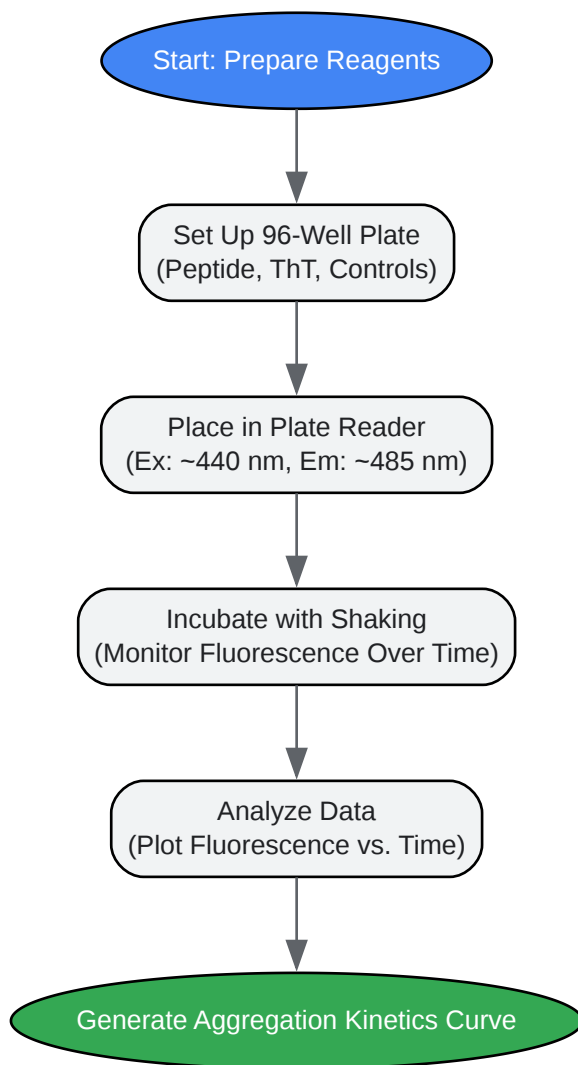 Start: Prepare Reagents
Set Up 96-Well Plate
(Peptide, ThT, Controls)
Place in Plate Reader
(Ex: ~440 nm, Em: ~485 nm)
Incubate with Shaking
(Monitor Fluorescence Over Time)
Analyze Data
(Plot Fluorescence vs. Time)
Generate Aggregation Kinetics Curve